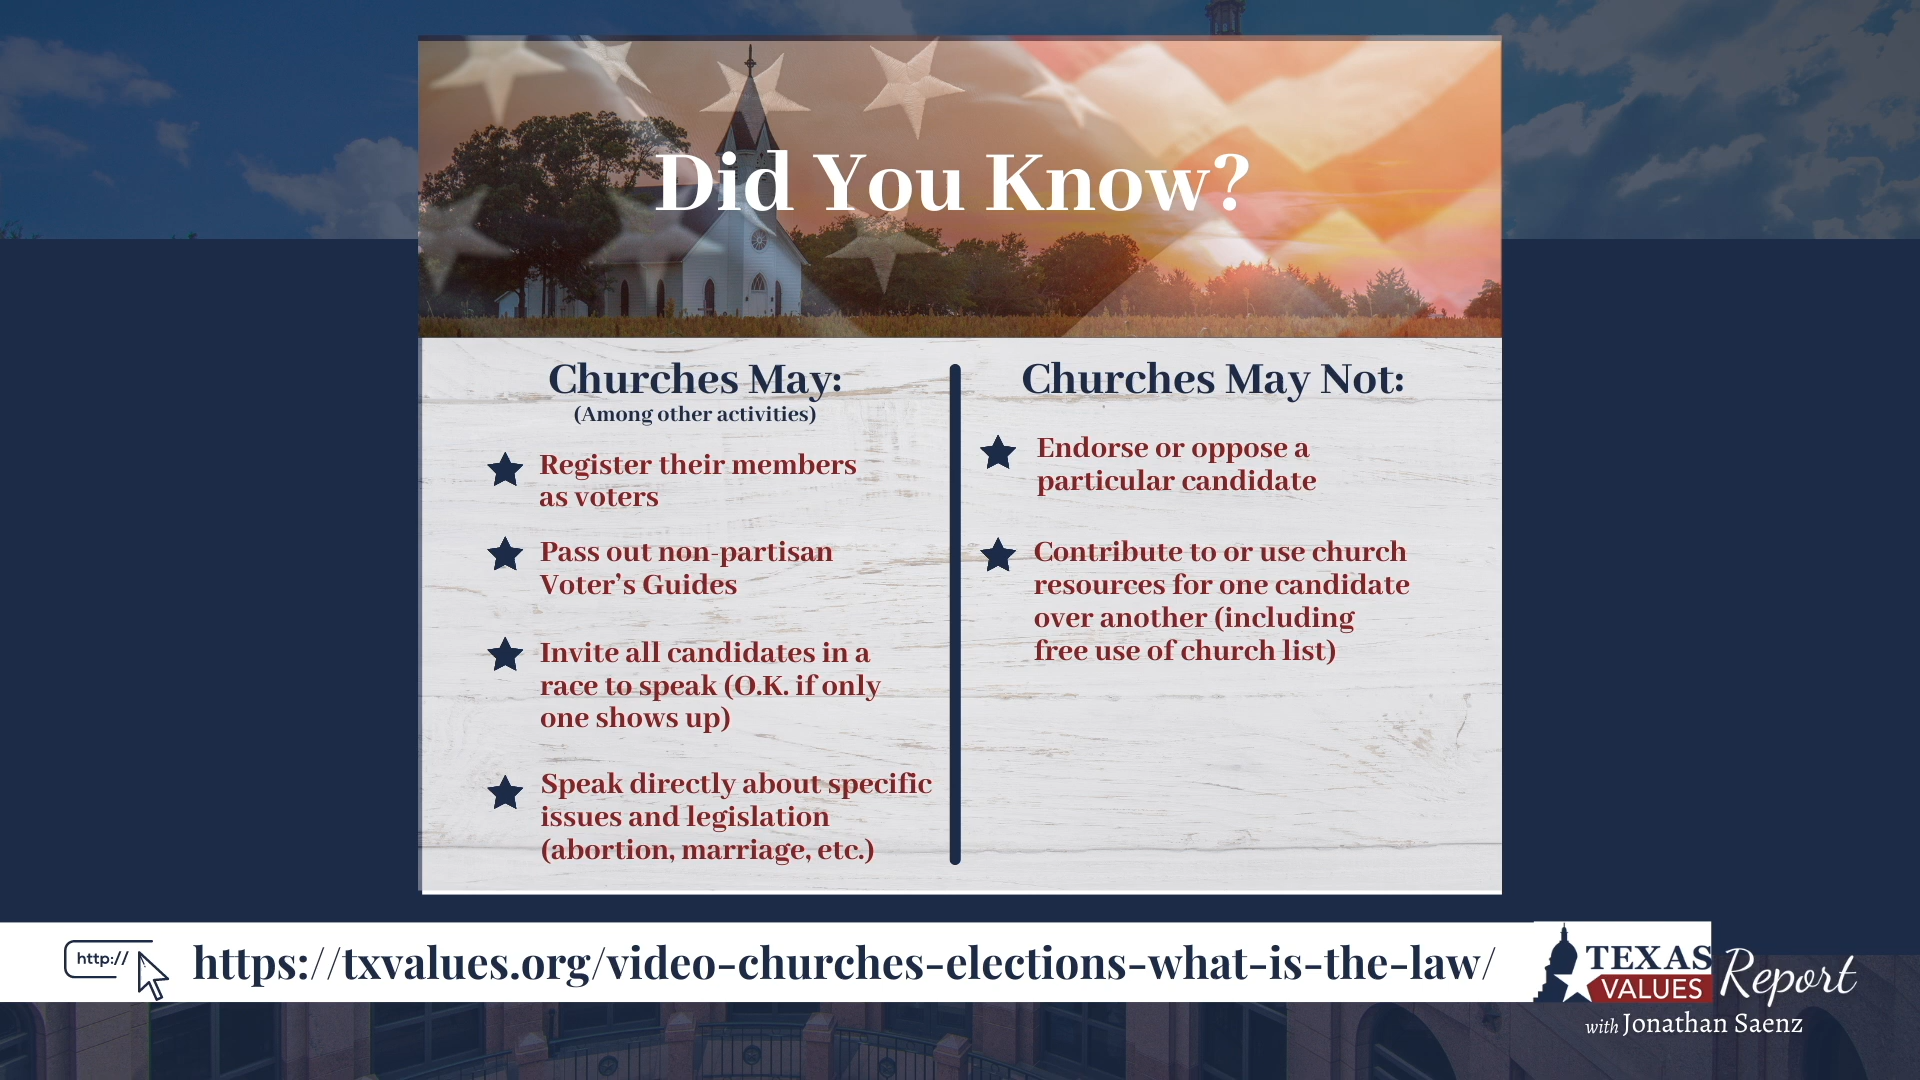 Did You Know?
Churches May:
(Among other activities)
Register their members
as voters
Pass out non-partisan
Voter's Guides
Invite all candidates in a
race to speak (O.K. if only
one shows up)
Speak directly about specific
issues and legislation
(abortion, marriage, etc.)
Churches May Not:
Endorse or oppose a
particular candidate
Contribute to or use church
resources for one candidate
over another (including
free use of church list)
http://
https://txvalues.org/video-churches-elections-what-is-the-law/
TEXAS
VALUES
Report
with Jonathan Saenz